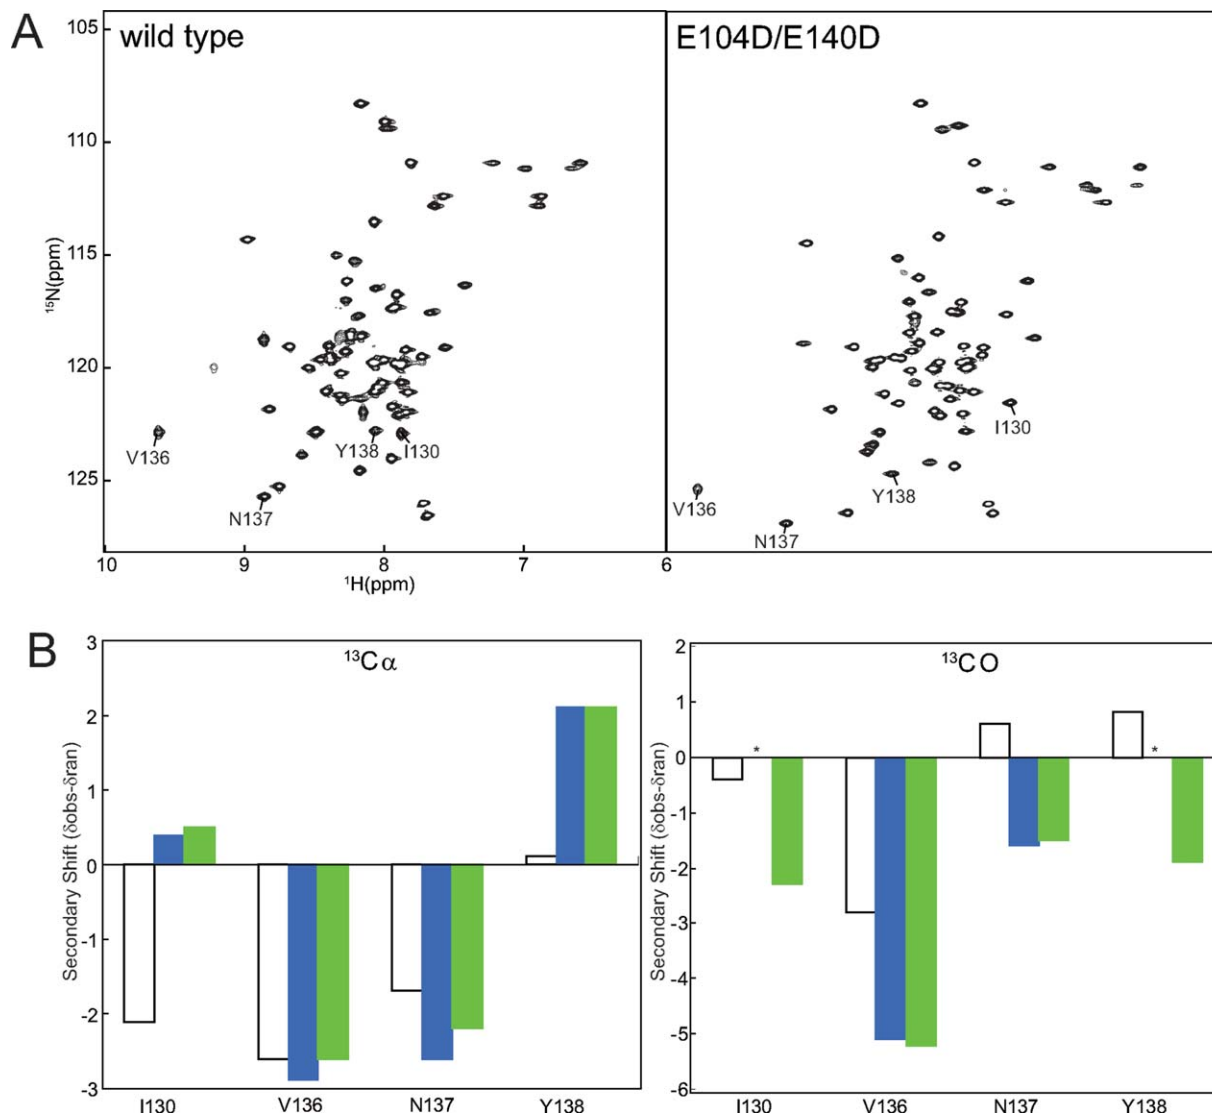 A
wild type
E104D/E140D
105
110
115
120
125
¹⁵N(ppm)
V136
N137
Y138
I130
V136
N137
Y138
I130
10
9
8
7
6
¹H(ppm)
B
¹³Cα
3
2
1
0
-1
-2
-3
Secondary Shift (δobs-δran)
I130
V136
N137
Y138
¹³CO
2
1
0
-1
-2
-3
-4
-5
-6
Secondary Shift (δobs-δran)
*
*
I130
V136
N137
Y138